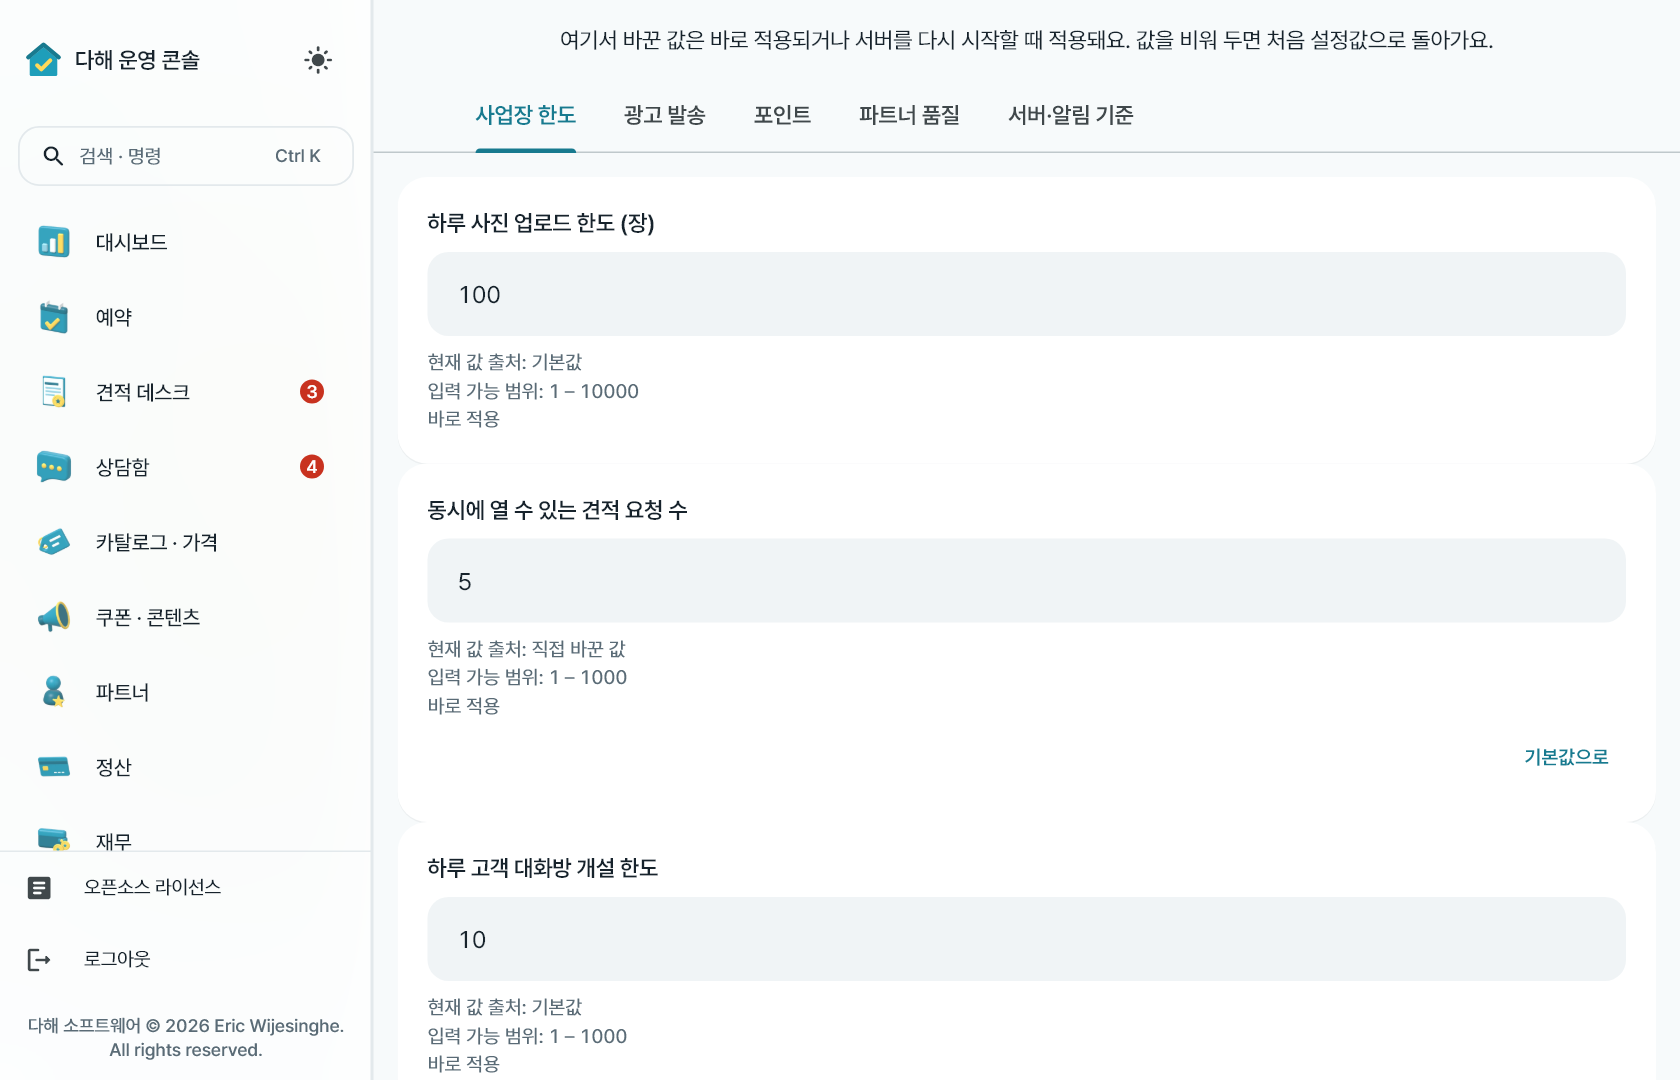 다해 운영 콘솔
검색 · 명령
Ctrl K
대시보드
예약
견적 데스크
3
상담함
4
카탈로그 · 가격
쿠폰 · 콘텐츠
파트너
정산
재무
오픈소스 라이선스
로그아웃
다해 소프트웨어 © 2026 Eric Wijesinghe.
All rights reserved.
여기서 바꾼 값은 바로 적용되거나 서버를 다시 시작할 때 적용돼요. 값을 비워 두면 처음 설정값으로 돌아가요.
사업장 한도
광고 발송
포인트
파트너 품질
서버·알림 기준
하루 사진 업로드 한도 (장)
100
현재 값 출처: 기본값
입력 가능 범위: 1 – 10000
바로 적용
동시에 열 수 있는 견적 요청 수
5
현재 값 출처: 직접 바꾼 값
입력 가능 범위: 1 – 1000
바로 적용
기본값으로
하루 고객 대화방 개설 한도
10
현재 값 출처: 기본값
입력 가능 범위: 1 – 1000
바로 적용